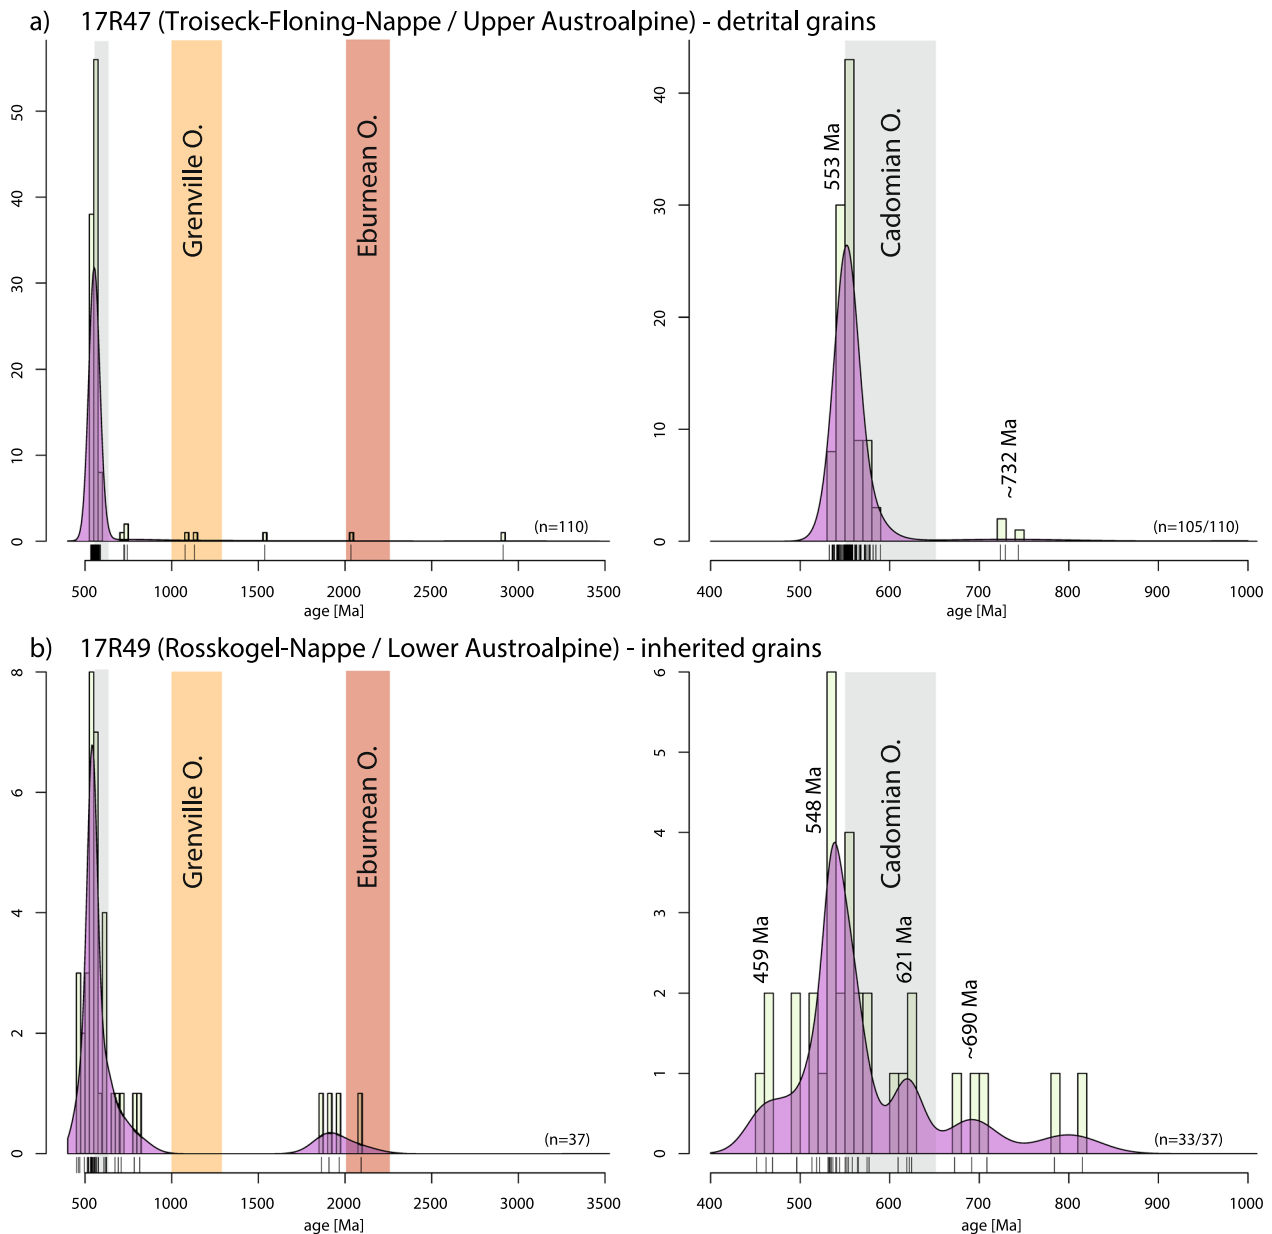 a) 17R47 (Troiseck-Floning-Nappe / Upper Austroalpine) - detrital grains
50
40
30
20
10
0
Grenville O.
Eburnean O.
(n=110)
500 1000 1500 2000 2500 3000 3500
age [Ma]
40
30
20
10
0
553 Ma
Cadomian O.
~732 Ma
(n=105/110)
400 500 600 700 800 900 1000
age [Ma]
b) 17R49 (Rosskogel-Nappe / Lower Austroalpine) - inherited grains
8
6
4
2
0
Grenville O.
Eburnean O.
(n=37)
500 1000 1500 2000 2500 3000 3500
age [Ma]
6
5
4
3
2
1
0
459 Ma
548 Ma
Cadomian O.
621 Ma
~690 Ma
(n=33/37)
400 500 600 700 800 900 1000
age [Ma]